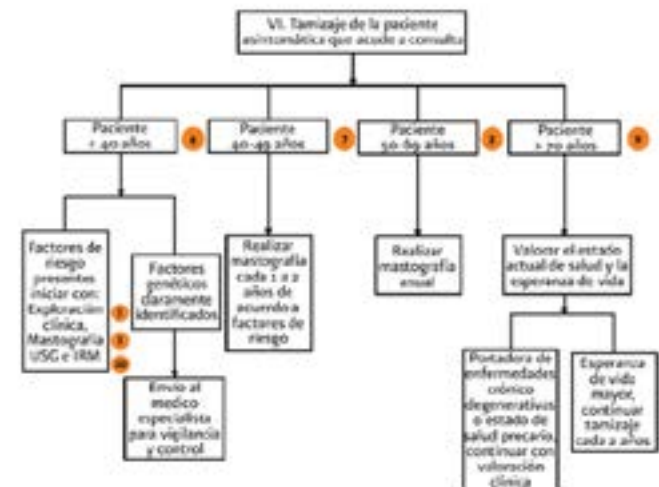 VI. Tamizaje de la paciente
asintomática que acude a consulta
Paciente
< 40 años
Paciente
40-49 años
7
Paciente
50-69 años
Paciente
> 70 años
Factores de
riesgo
presentes
iniciar con:
Exploración
clínica,
Mastografía
USG e IRM
Factores
genéticos
claramente
identificados
Envío al
medico
especialista
para vigilancia
y control
Realizar
mastografía
cada 1 a 2
años de
acuerdo a
factores de
riesgo
Realizar
mastografía
anual
Valorar el estado
actual de salud y la
esperanza de vida
Portadora de
enfermedades
crónico
degenerativas
o estado de
salud precario,
continuar con
valoración
clínica
Esperanza
de vida
mayor,
continuar
tamizaje
cada 2 años